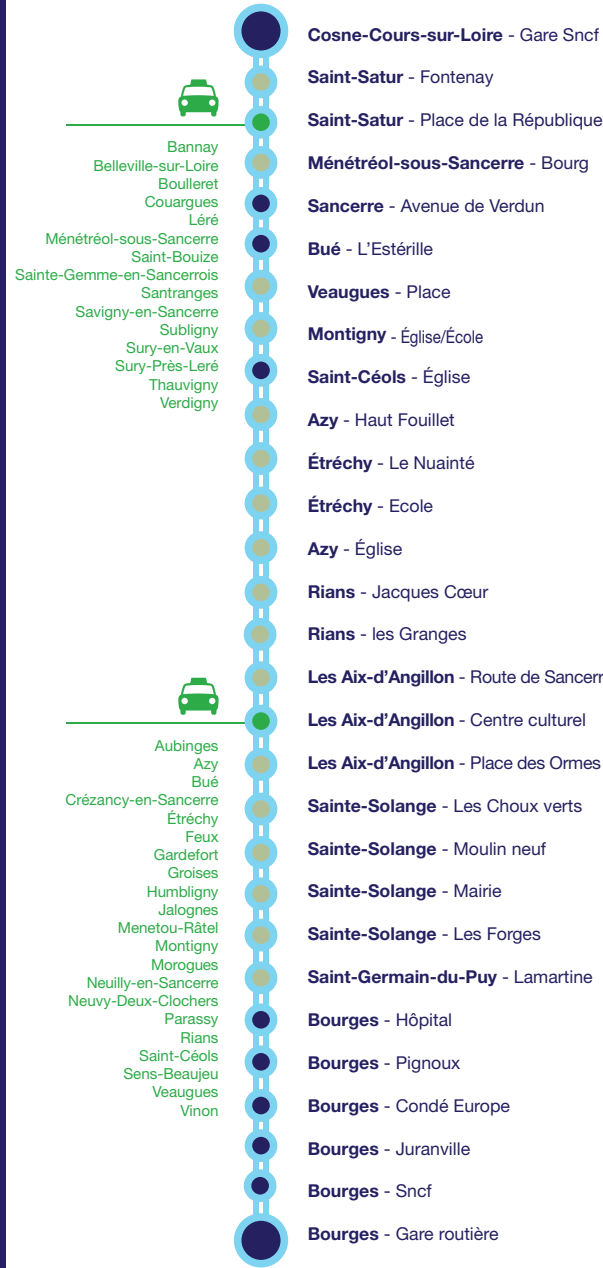 Cosne-Cours-sur-Loire - Gare Sncf
Saint-Satur - Fontenay
Saint-Satur - Place de la République
Ménétréol-sous-Sancerre - Bourg
Sancerre - Avenue de Verdun
Bué - L'Estérille
Veaugues - Place
Montigny - Église/École
Saint-Céols - Église
Azy - Haut Fouillet
Étréchy - Le Nuainté
Étréchy - Ecole
Azy - Église
Rians - Jacques Cœur
Rians - les Granges
Les Aix-d'Angillon - Route de Sancerr
Les Aix-d'Angillon - Centre culturel
Les Aix-d'Angillon - Place des Ormes
Sainte-Solange - Les Choux verts
Sainte-Solange - Moulin neuf
Sainte-Solange - Mairie
Sainte-Solange - Les Forges
Saint-Germain-du-Puy - Lamartine
Bourges - Hôpital
Bourges - Pignoux
Bourges - Condé Europe
Bourges - Juranville
Bourges - Sncf
Bourges - Gare routière
Bannay
Belleville-sur-Loire
Boulleret
Couargues
Léré
Ménétréol-sous-Sancerre
Saint-Bouize
Sainte-Gemme-en-Sancerrois
Santranges
Savigny-en-Sancerre
Subligny
Sury-en-Vaux
Sury-Près-Leré
Thauvigny
Verdigny
Aubinges
Azy
Bué
Crézancy-en-Sancerre
Étréchy
Feux
Gardefort
Groises
Humbligny
Jalognes
Menetou-Râtel
Montigny
Morogues
Neuilly-en-Sancerre
Neuvy-Deux-Clochers
Parassy
Rians
Saint-Céols
Sens-Beaujeu
Veaugues
Vinon